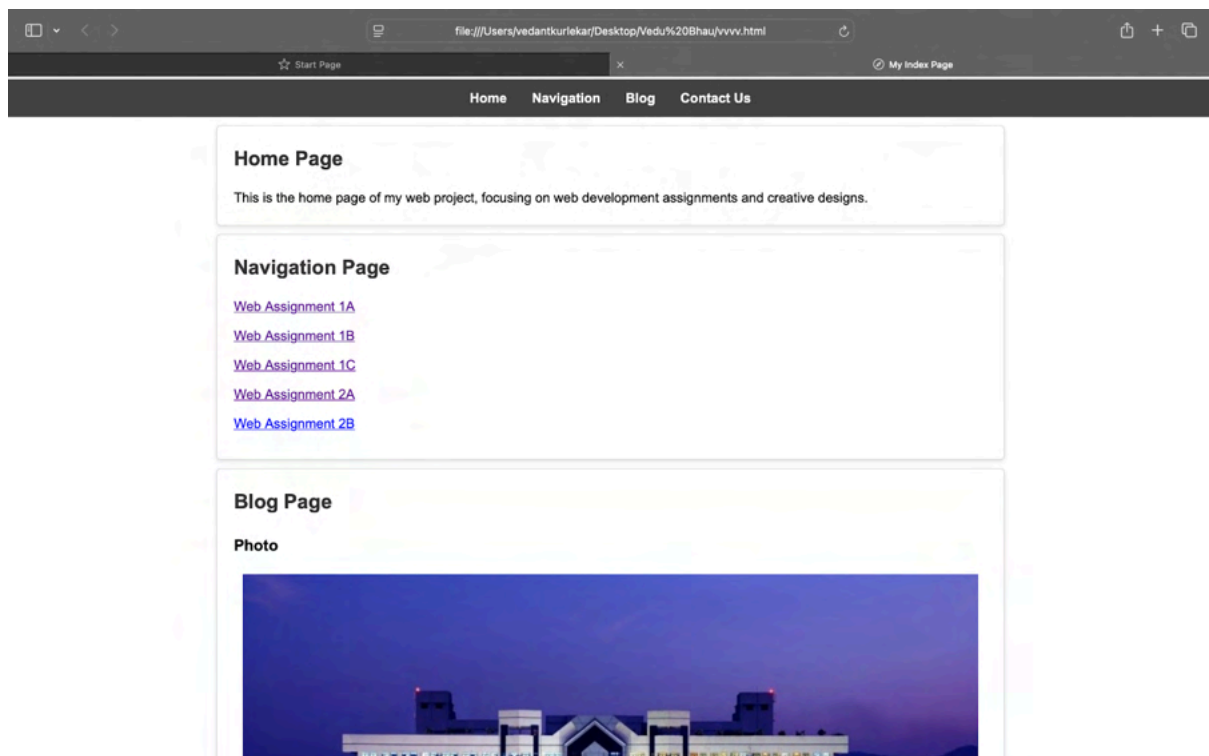 file:///Users/vedantkurlekar/Desktop/Vedu%20Bhau/vvvv.html
Start Page
My Index Page
Home Navigation Blog Contact Us
Home Page
This is the home page of my web project, focusing on web development assignments and creative designs.
Navigation Page
Web Assignment 1A
Web Assignment 1B
Web Assignment 1C
Web Assignment 2A
Web Assignment 2B
Blog Page
Photo